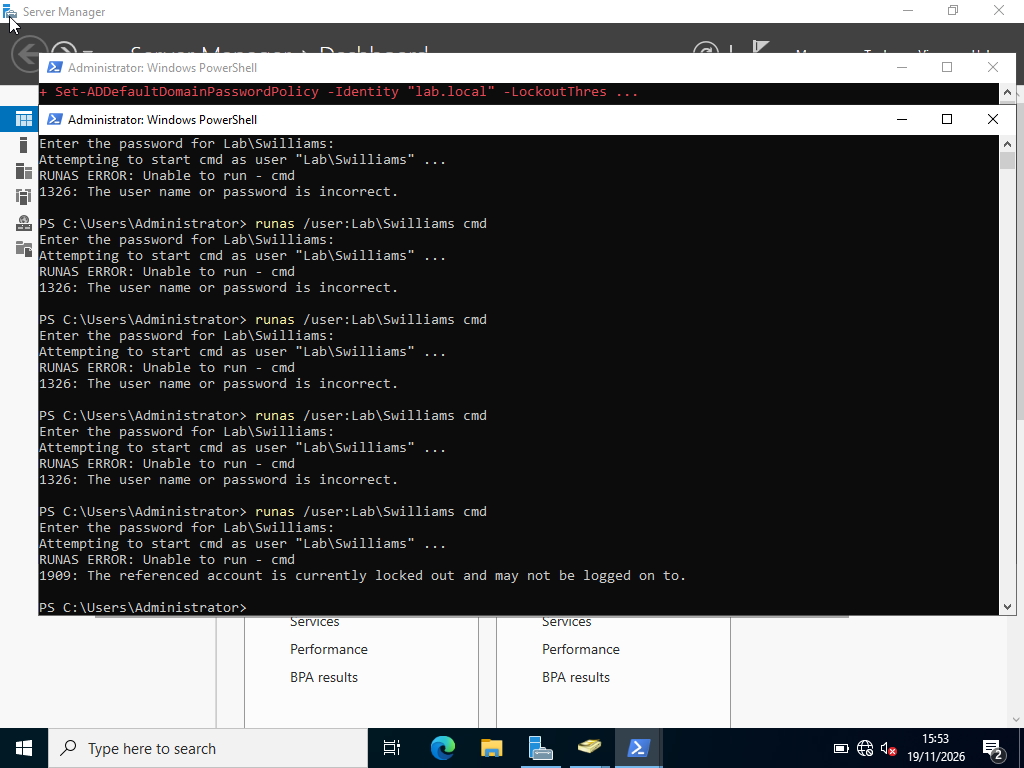 Server Manager
Administrator: Windows PowerShell
+ Set-ADDefaultDomainPasswordPolicy -Identity "lab.local" -LockoutThres ...
Administrator: Windows PowerShell
Enter the password for Lab\Swilliams:
Attempting to start cmd as user "Lab\Swilliams" ...
RUNAS ERROR: Unable to run - cmd
1326: The user name or password is incorrect.
PS C:\Users\Administrator> runas /user:Lab\Swilliams cmd
Enter the password for Lab\Swilliams:
Attempting to start cmd as user "Lab\Swilliams" ...
RUNAS ERROR: Unable to run - cmd
1326: The user name or password is incorrect.
PS C:\Users\Administrator> runas /user:Lab\Swilliams cmd
Enter the password for Lab\Swilliams:
Attempting to start cmd as user "Lab\Swilliams" ...
RUNAS ERROR: Unable to run - cmd
1326: The user name or password is incorrect.
PS C:\Users\Administrator> runas /user:Lab\Swilliams cmd
Enter the password for Lab\Swilliams:
Attempting to start cmd as user "Lab\Swilliams" ...
RUNAS ERROR: Unable to run - cmd
1326: The user name or password is incorrect.
PS C:\Users\Administrator> runas /user:Lab\Swilliams cmd
Enter the password for Lab\Swilliams:
Attempting to start cmd as user "Lab\Swilliams" ...
RUNAS ERROR: Unable to run - cmd
1909: The referenced account is currently locked out and may not be logged on to.
PS C:\Users\Administrator>
Services Services
Performance Performance
BPA results BPA results
Type here to search
15:53
19/11/2026
2